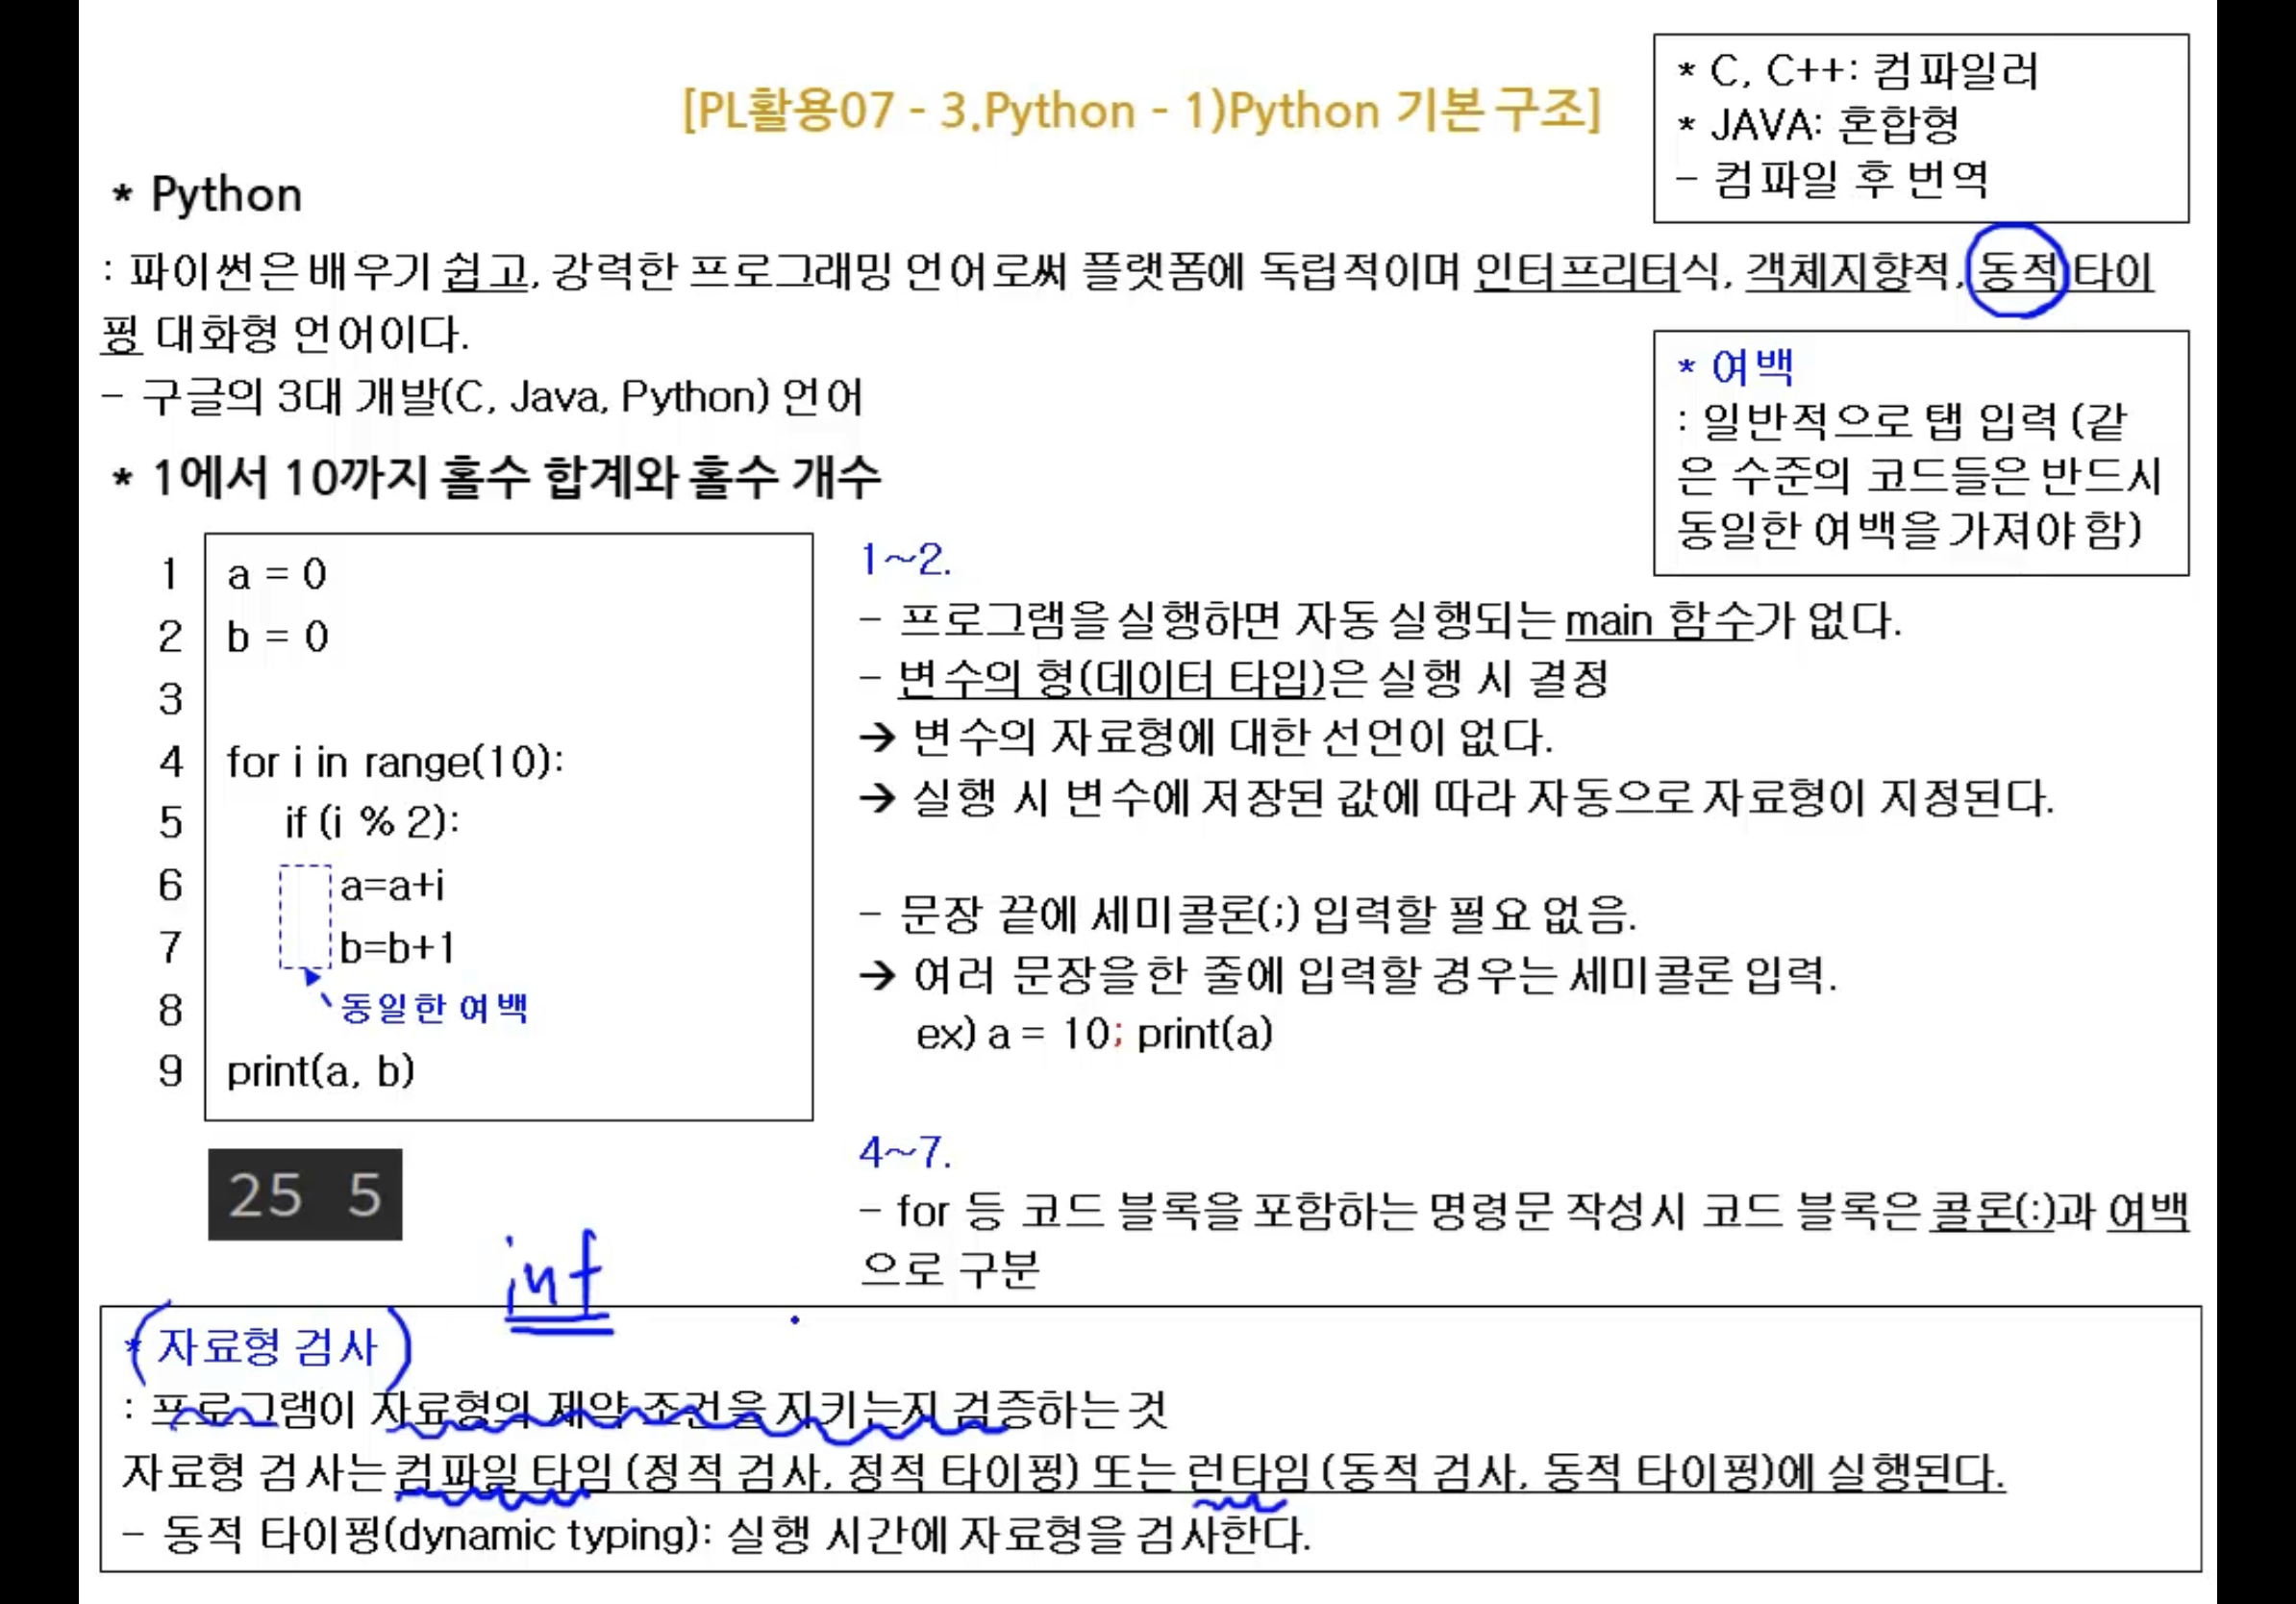 [PL활용07 - 3.Python - 1)Python 기본 구조]
* C, C++: 컴파일러
* JAVA: 혼합형
- 컴파일 후 번역
* Python
: 파이썬은 배우기 쉽고, 강력한 프로그래밍 언어로써 플랫폼에 독립적이며 인터프리터식, 객체지향적, 동적 타이
핑 대화형 언어이다.
- 구글의 3대 개발(C, Java, Python) 언어
* 여백
: 일반적으로 탭 입력 (같
은 수준의 코드들은 반드시
동일한 여백을 가져야 함)
* 1에서 10까지 홀수 합계와 홀수 개수
1 a = 0
2 b = 0
3
4 for i in range(10):
5 if (i % 2):
6 a=a+i
7 b=b+1
8 동일한 여백
9 print(a, b)
25 5
1~2.
- 프로그램을 실행하면 자동 실행되는 main 함수가 없다.
- 변수의 형(데이터 타입)은 실행 시 결정
→ 변수의 자료형에 대한 선언이 없다.
→ 실행 시 변수에 저장된 값에 따라 자동으로 자료형이 지정된다.
- 문장 끝에 세미콜론(;) 입력할 필요 없음.
→ 여러 문장을 한 줄에 입력할 경우는 세미콜론 입력.
ex) a = 10; print(a)
4~7.
- for 등 코드 블록을 포함하는 명령문 작성시 코드 블록은 콜론(:)과 여백
으로 구분
int
* 자료형 검사
: 프로그램이 자료형의 제약 조건을 지키는지 검증하는 것
자료형 검사는 컴파일 타임 (정적 검사, 정적 타이핑) 또는 런타임 (동적 검사, 동적 타이핑)에 실행된다.
- 동적 타이핑(dynamic typing): 실행 시간에 자료형을 검사한다.